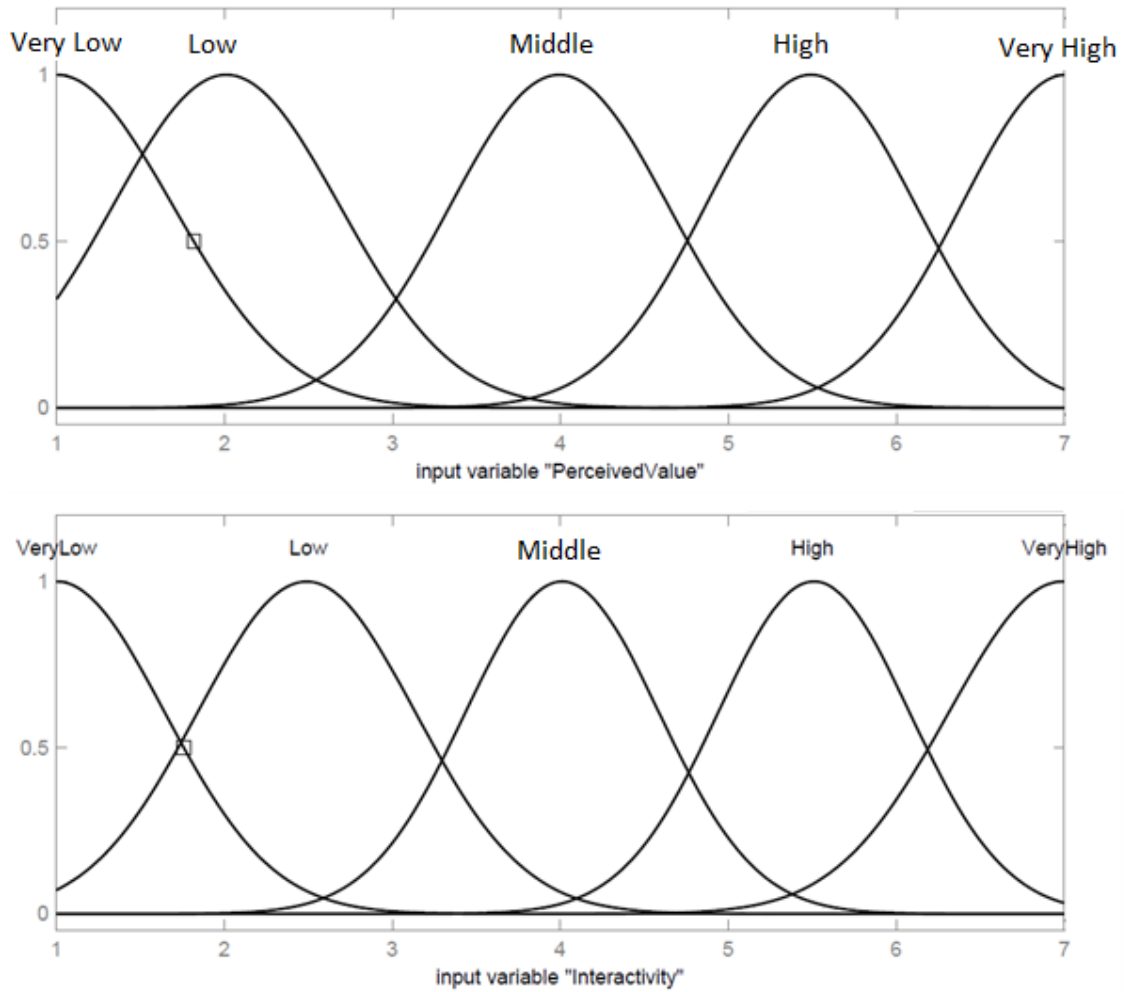 Very Low Low Middle High Very High
1
0.5
0
1 2 3 4 5 6 7
input variable "PerceivedValue"
VeryLow Low Middle High VeryHigh
1
0.5
0
1 2 3 4 5 6 7
input variable "Interactivity"